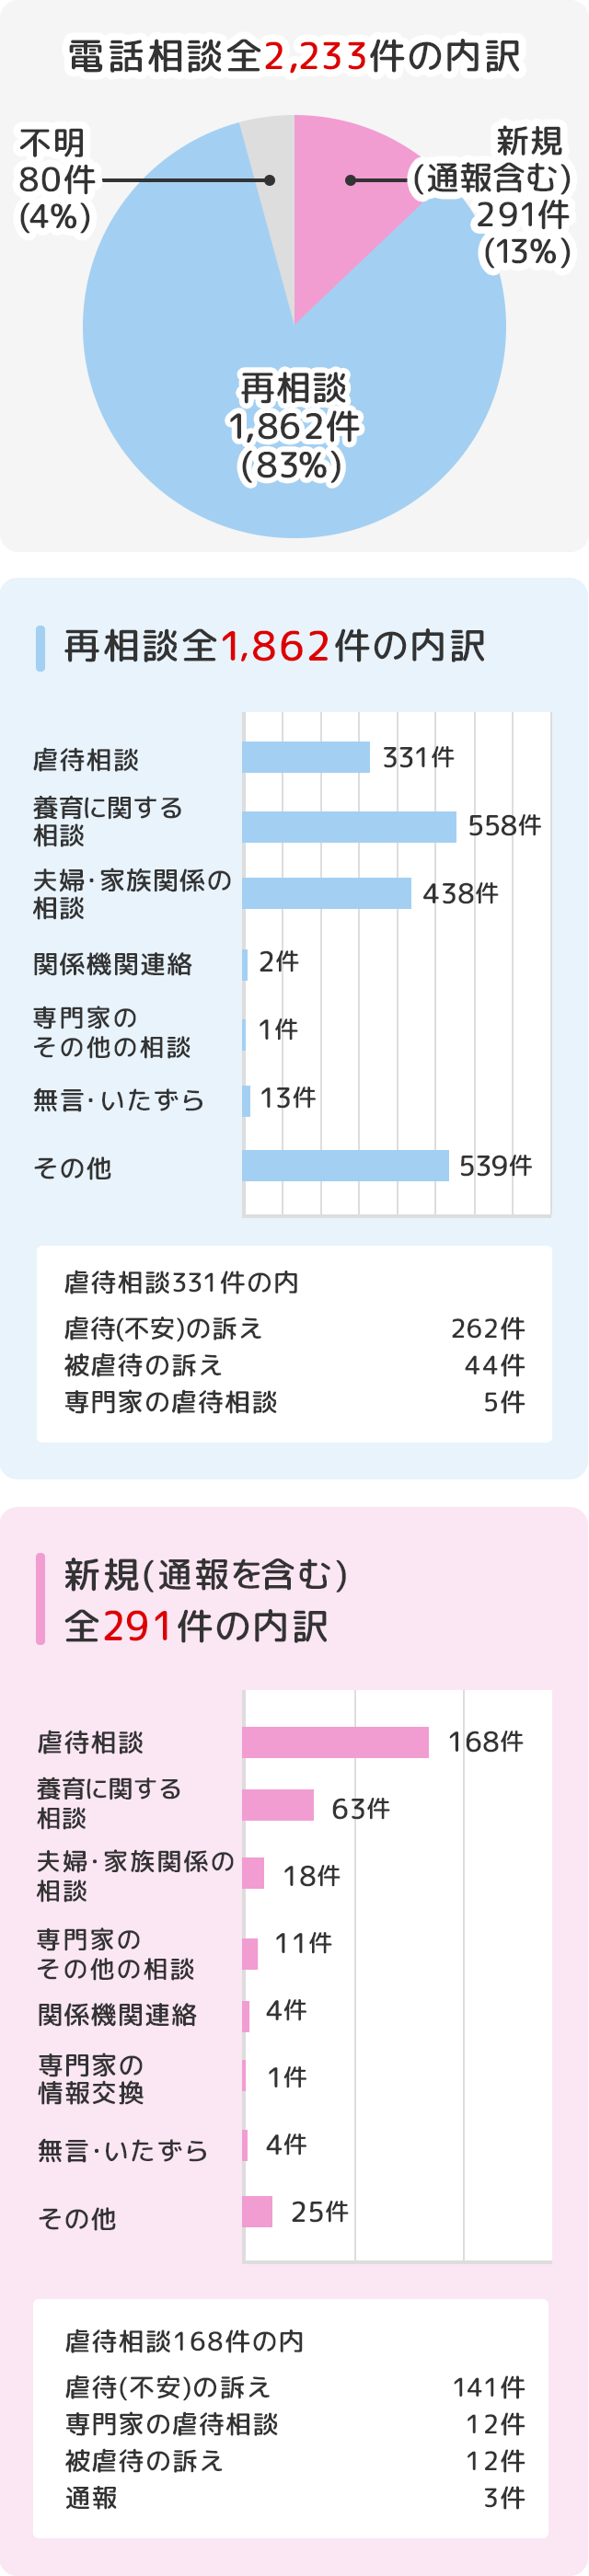 電話相談全2,233件の内訳
不明
80件
(4%)
新規
(通報含む)
291件
(13%)
再相談
1,862件
(83%)
再相談全1,862件の内訳
虐待相談
331件
養育に関する
相談
558件
夫婦・家族関係の
相談
438件
関係機関連絡
2件
専門家の
その他の相談
1件
無言・いたずら
13件
その他
539件
虐待相談331件の内
虐待(不安)の訴え 262件
被虐待の訴え 44件
専門家の虐待相談 5件
新規(通報を含む)
全291件の内訳
虐待相談
168件
養育に関する
相談
63件
夫婦・家族関係の
相談
18件
専門家の
その他の相談
11件
関係機関連絡
4件
専門家の
情報交換
1件
無言・いたずら
4件
その他
25件
虐待相談168件の内
虐待(不安)の訴え 141件
専門家の虐待相談 12件
被虐待の訴え 12件
通報 3件